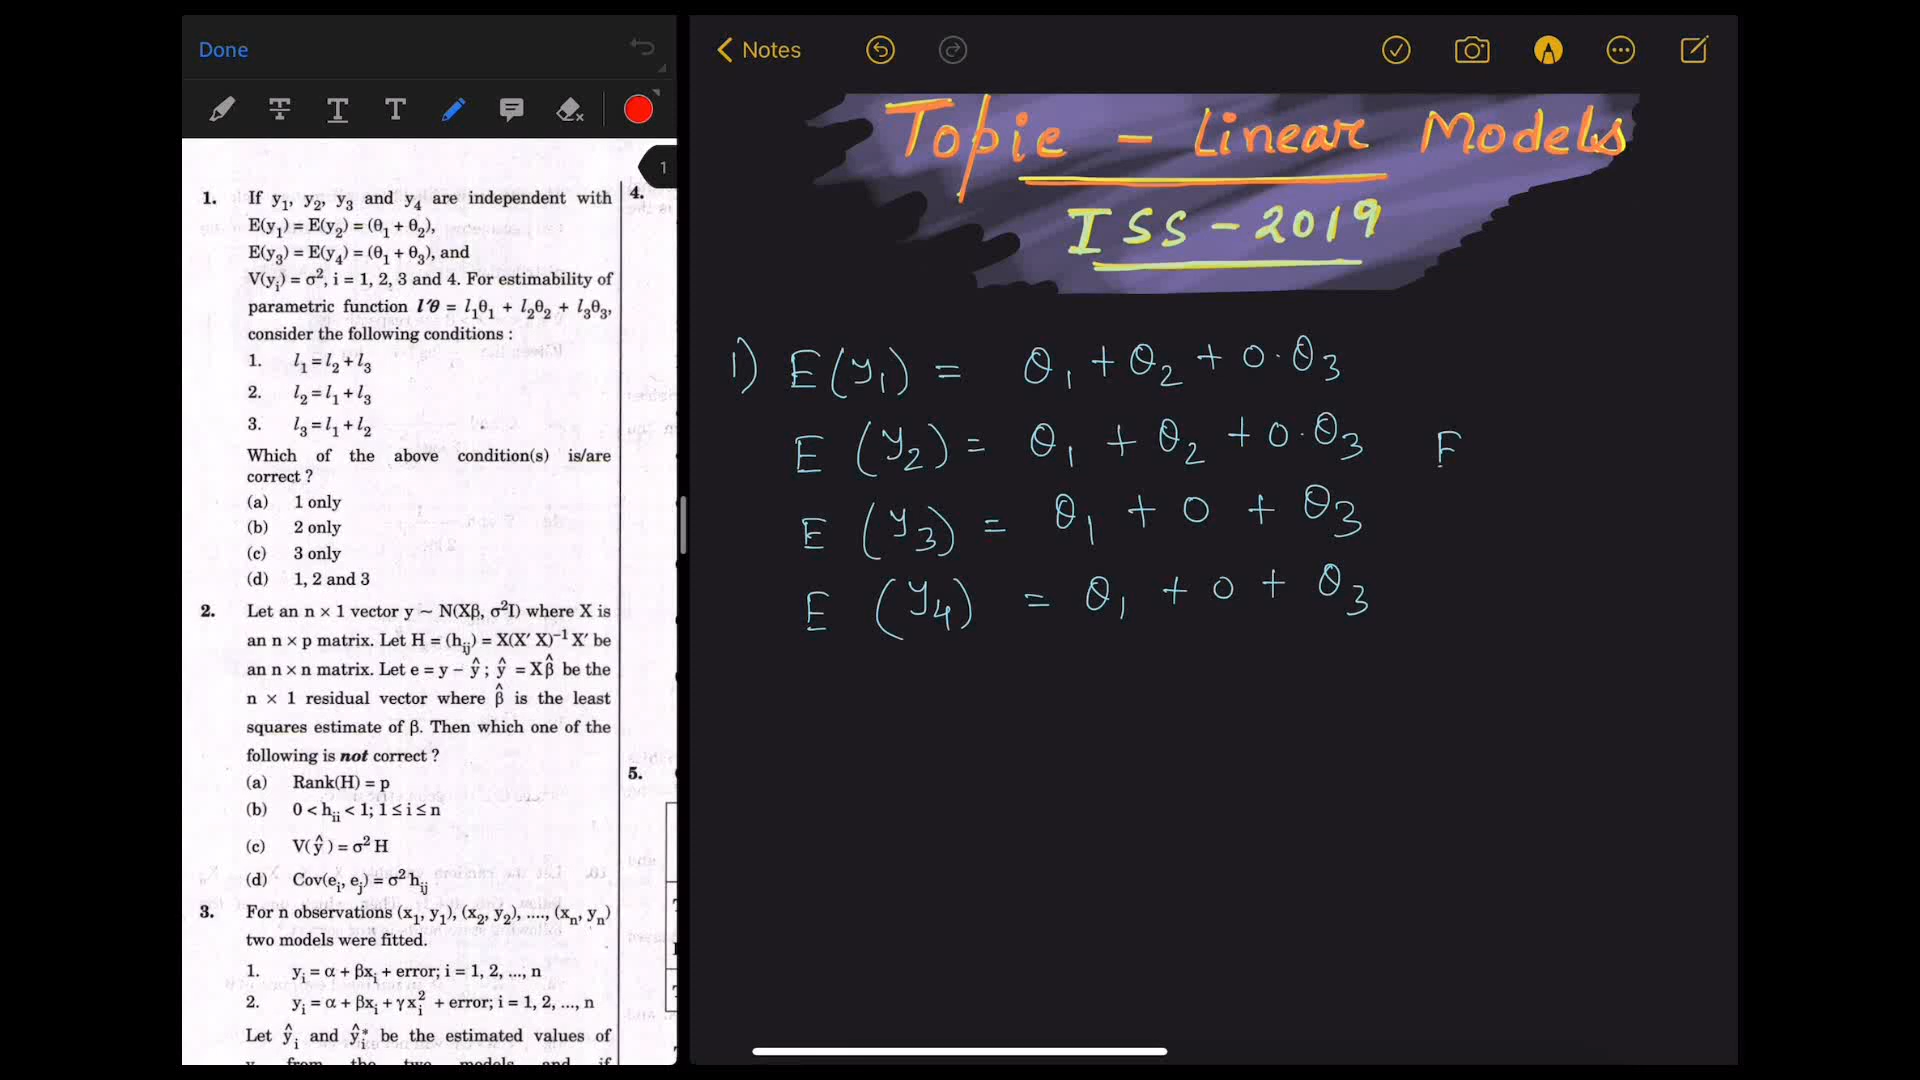 Done
Notes
Topic - Linear Models
ISS - 2019
1
1. If y₁, y₂, y₃ and y₄ are independent with
E(y₁) = E(y₂) = (θ₁ + θ₂),
E(y₃) = E(y₄) = (θ₁ + θ₃), and
V(yᵢ) = σ², i = 1, 2, 3 and 4. For estimability of
parametric function l′θ = l₁θ₁ + l₂θ₂ + l₃θ₃,
consider the following conditions :
1. l₁ = l₂ + l₃
2. l₂ = l₁ + l₃
3. l₃ = l₁ + l₂
Which of the above condition(s) is/are
correct ?
(a) 1 only
(b) 2 only
(c) 3 only
(d) 1, 2 and 3
2. Let an n × 1 vector y ~ N(Xβ, σ²I) where X is
an n × p matrix. Let H = (hᵢⱼ) = X(X′ X)⁻¹ X′ be
an n × n matrix. Let e = y – ŷ ; ŷ = Xβ̂ be the
n × 1 residual vector where β̂ is the least
squares estimate of β. Then which one of the
following is not correct ?
(a) Rank(H) = p
(b) 0 < hᵢᵢ < 1; 1 ≤ i ≤ n
(c) V(ŷ) = σ² H
(d) Cov(eᵢ, eⱼ) = σ² hᵢⱼ
3. For n observations (x₁, y₁), (x₂, y₂), ...., (xₙ, yₙ)
two models were fitted.
1. yᵢ = α + βxᵢ + error; i = 1, 2, ..., n
2. yᵢ = α + βxᵢ + γxᵢ² + error; i = 1, 2, ..., n
Let ŷᵢ and ŷᵢ* be the estimated values of
from the two models and if
4.
5.
1) E(y₁) = θ₁ + θ₂ + 0·θ₃
E(y₂) = θ₁ + θ₂ + 0·θ₃ E
E(y₃) = θ₁ + 0 + θ₃
E(y₄) = θ₁ + 0 + θ₃